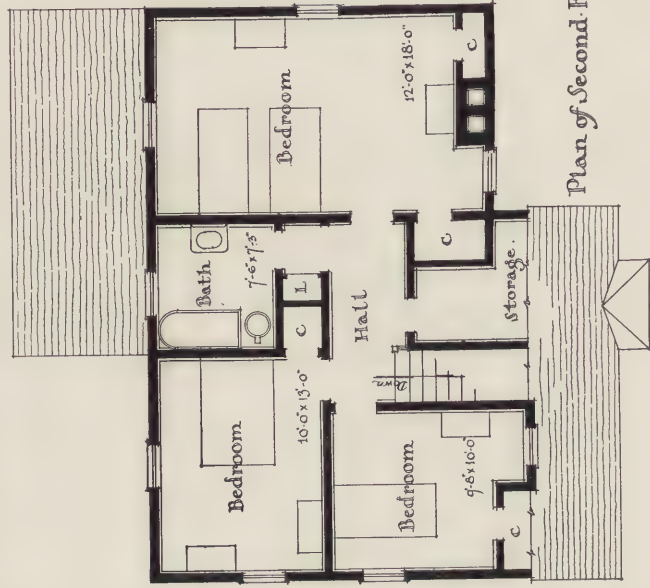 Bath
Bedroom
7'-6"x7'-3"
Bedroom
C
L
10'-0"x13'-0"
Hall
Down
Bedroom
12'-0"x18'-0"
C
9'-8"x10'-0"
C
Storage.
C
Plan of Second-F